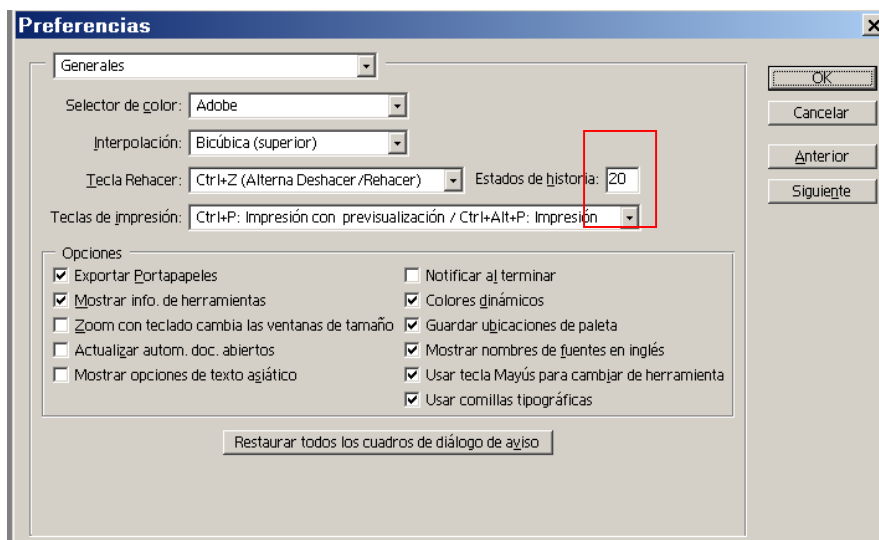 Preferencias
Generales
OK
Selector de color: Adobe
Cancelar
Interpolación: Bicúbica (superior)
Anterior
Tecla Rehacer: Ctrl+Z (Alterna Deshacer/Rehacer) Estados de historia: 20
Siguiente
Teclas de impresión: Ctrl+P: Impresión con previsualización / Ctrl+Alt+P: Impresión
Opciones
Exportar Portapapeles
Mostrar info. de herramientas
Zoom con teclado cambia las ventanas de tamaño
Actualizar autom. doc. abiertos
Mostrar opciones de texto asiático
Notificar al terminar
Colores dinámicos
Guardar ubicaciones de paleta
Mostrar nombres de fuentes en inglés
Usar tecla Mayús para cambiar de herramienta
Usar comillas tipográficas
Restaurar todos los cuadros de diálogo de aviso